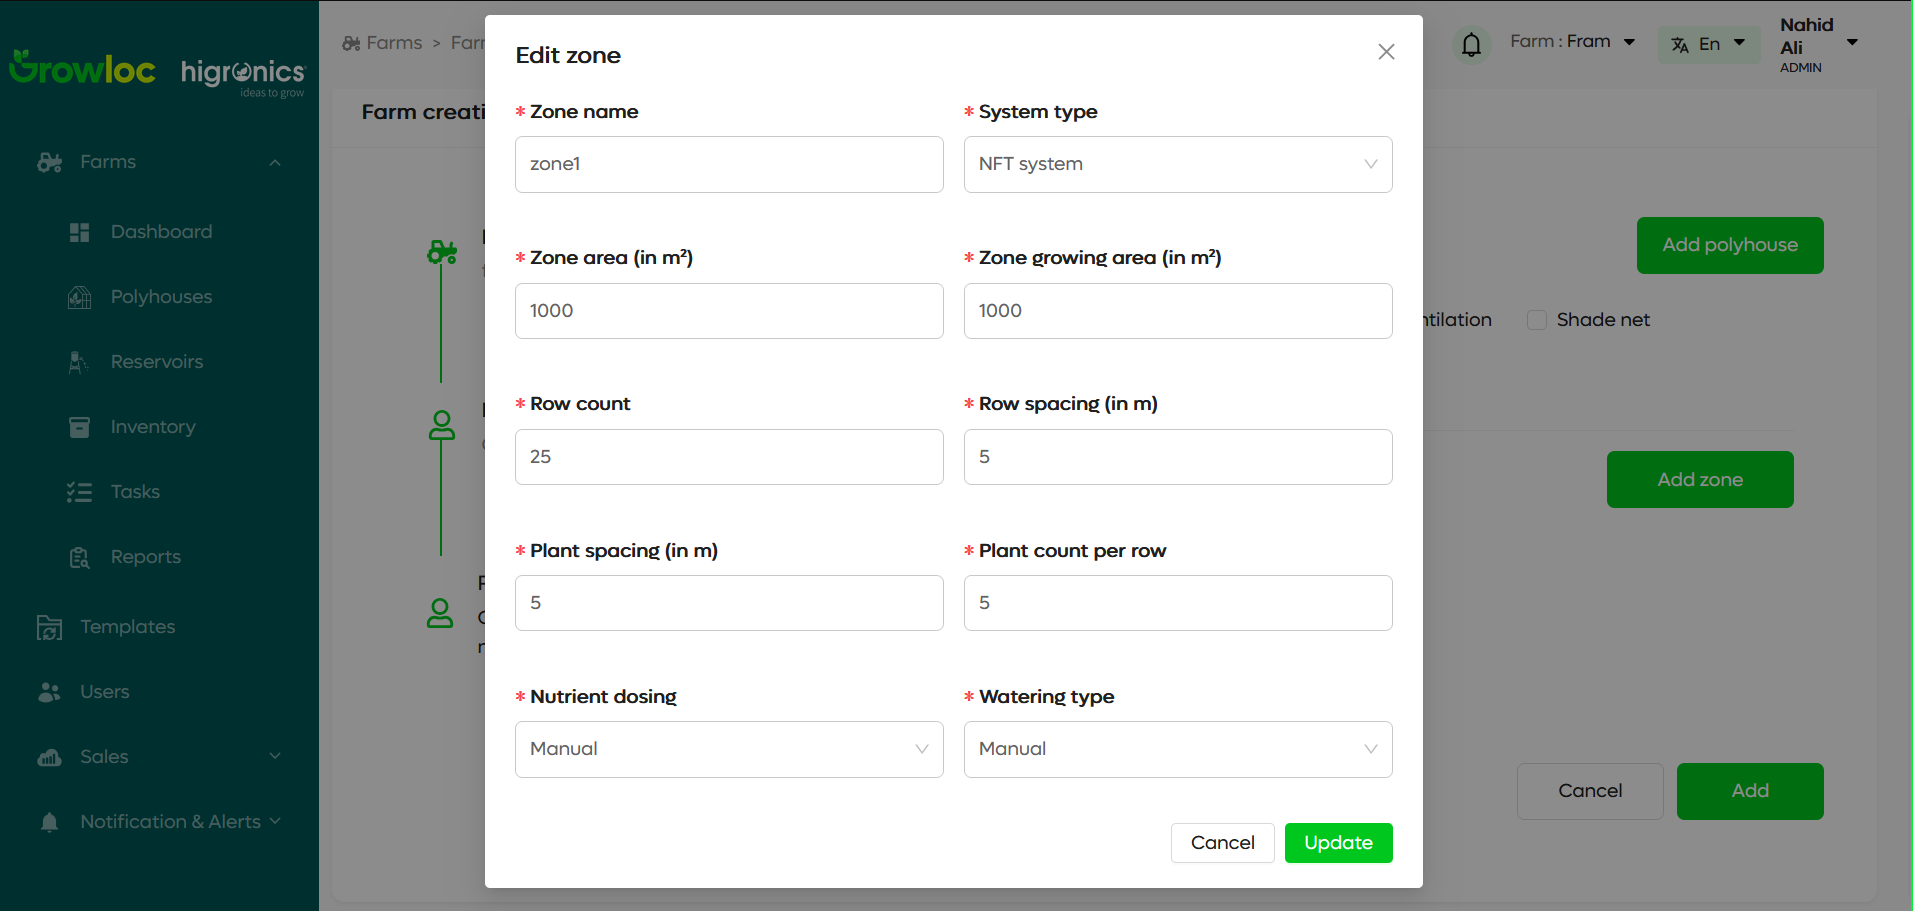 Growloc
higronics
ideas to grow
Farms
Dashboard
Polyhouses
Reservoirs
Inventory
Tasks
Reports
Templates
Users
Sales
Notification & Alerts
Farms >
Farm : Fram
En
Nahid
Ali
ADMIN
Farm creati
Add polyhouse
ntilation
Shade net
Add zone
Cancel
Add
Edit zone
* Zone name
* System type
zone1
NFT system
* Zone area (in m²)
* Zone growing area (in m²)
1000
1000
* Row count
* Row spacing (in m)
25
5
* Plant spacing (in m)
* Plant count per row
5
5
* Nutrient dosing
* Watering type
Manual
Manual
Cancel
Update